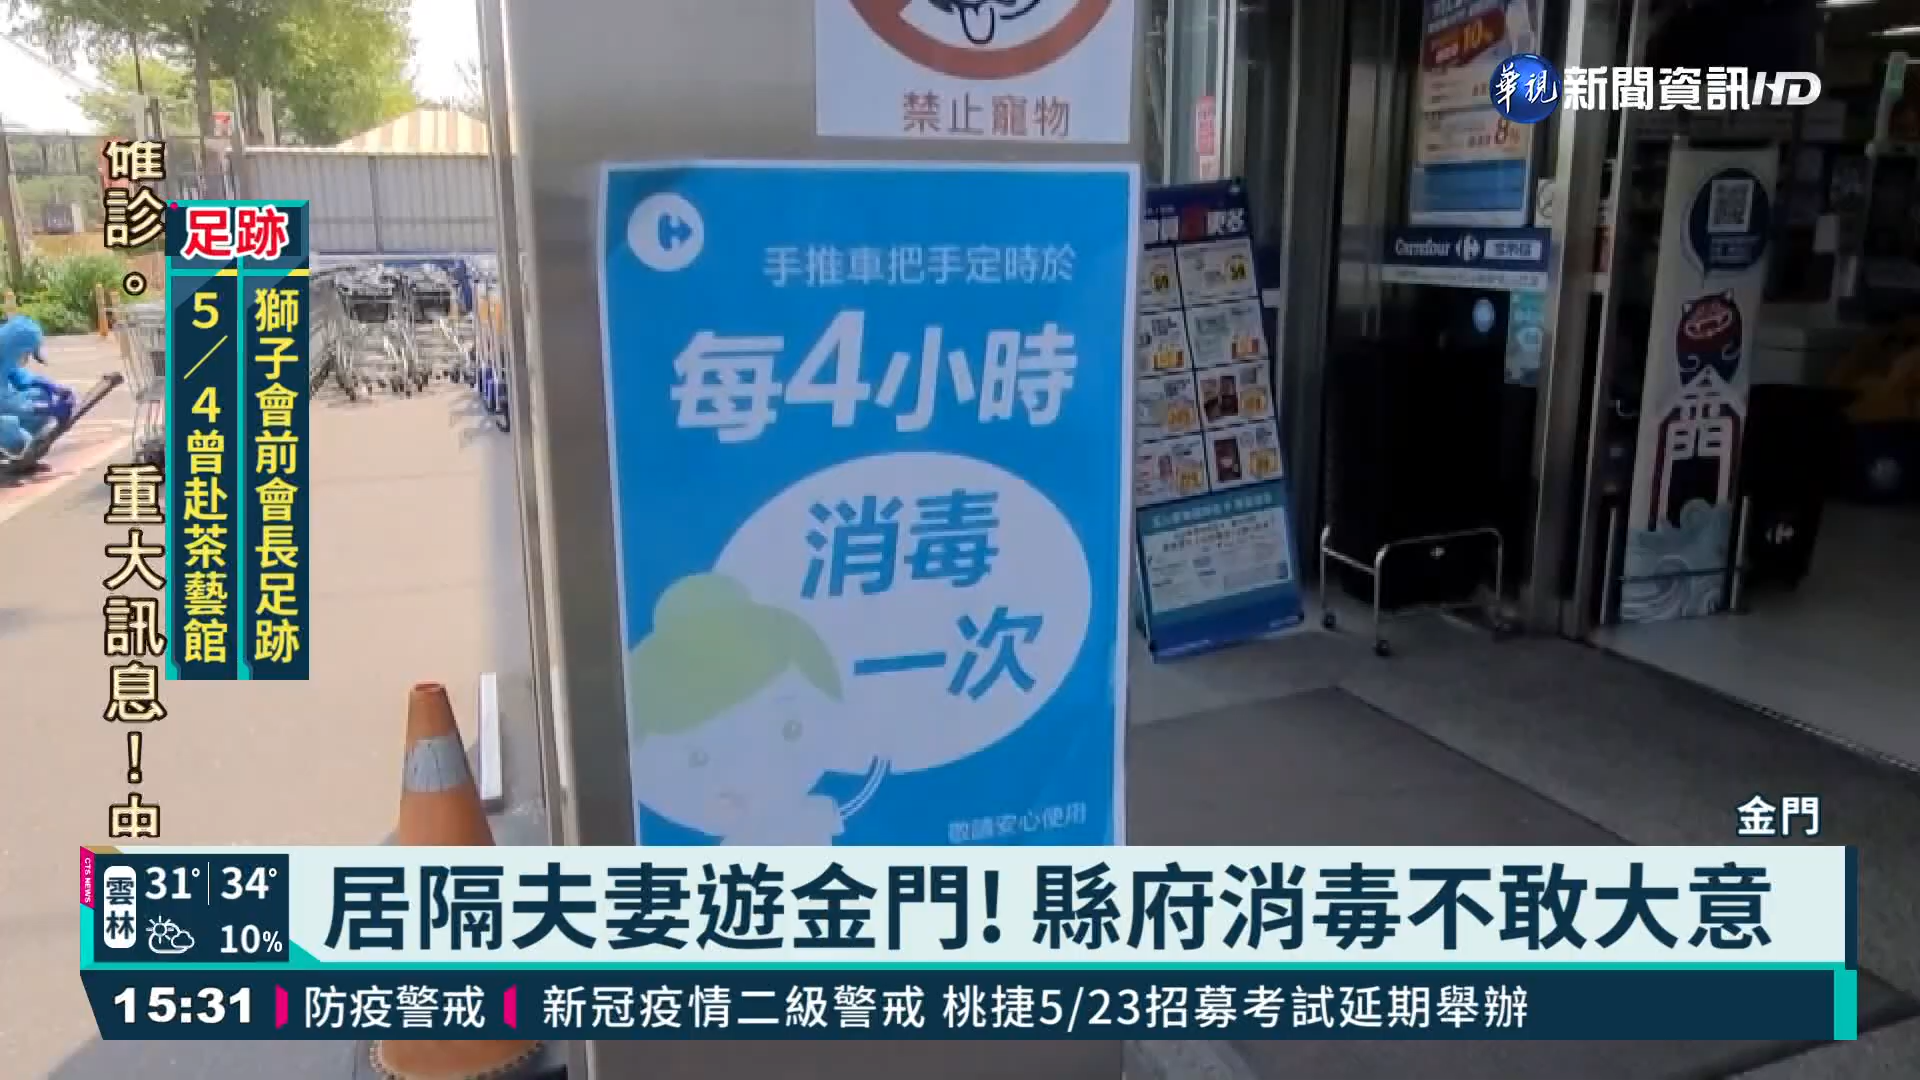 禁止寵物
華視新聞資訊HD
確診。
重大訊息!中
足跡
獅子會前會長足跡
5/4曾赴茶藝館
手推車把手定時於
每4小時
消毒
一次
敬請安心使用
Carrefour
10%
8%
金門
金門
CTS NEWS
雲林
31° 34°
10%
居隔夫妻遊金門! 縣府消毒不敢大意
15:31 防疫警戒 新冠疫情二級警戒 桃捷5/23招募考試延期舉辦